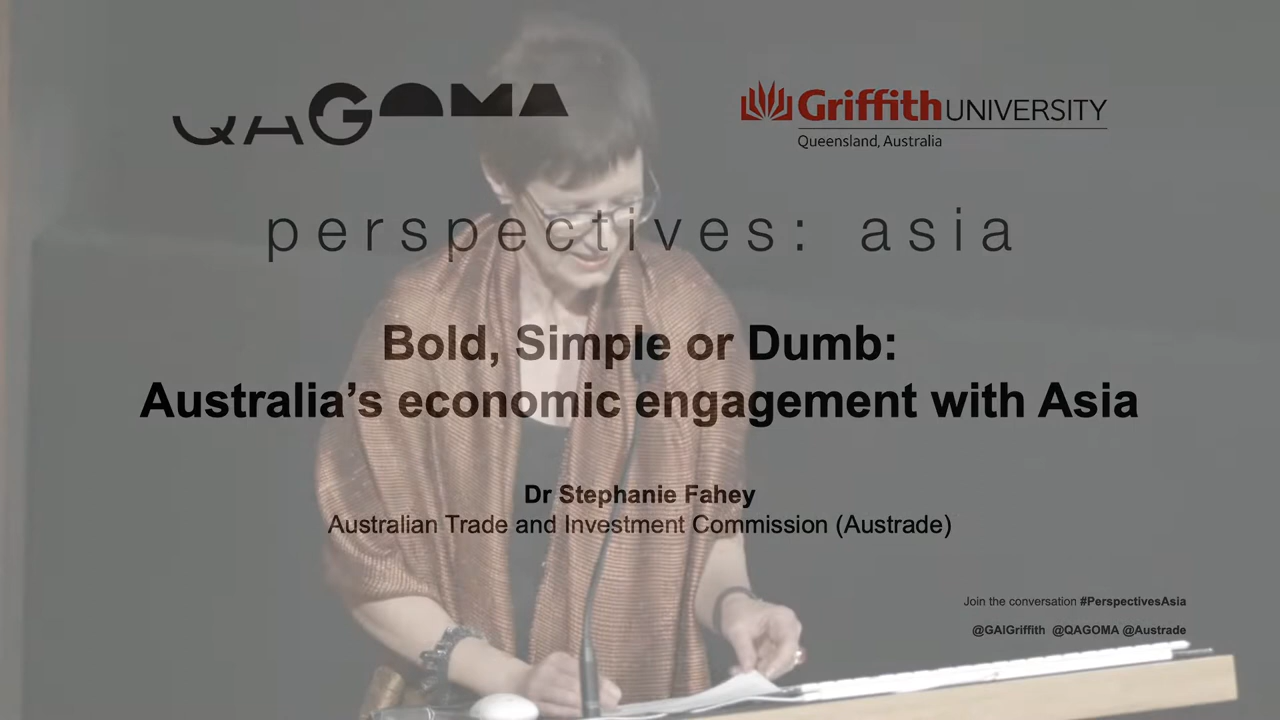 QAGOMA
Griffith UNIVERSITY
Queensland, Australia
perspectives: asia
Bold, Simple or Dumb:
Australia's economic engagement with Asia
Dr Stephanie Fahey
Australian Trade and Investment Commission (Austrade)
Join the conversation #PerspectivesAsia
@GAIGriffith @QAGOMA @Austrade